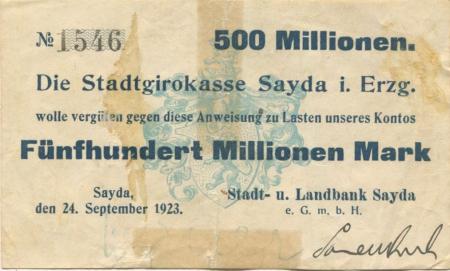 № 1546 500 Millionen.
Die Stadtgirokasse Sayda i. Erzg.
wolle vergüten gegen diese Anweisung zu Lasten unseres Kontos
Fünfhundert Millionen Mark
Sayda, Stadt- u. Landbank Sayda
den 24. September 1923. e. G. m. b. H.